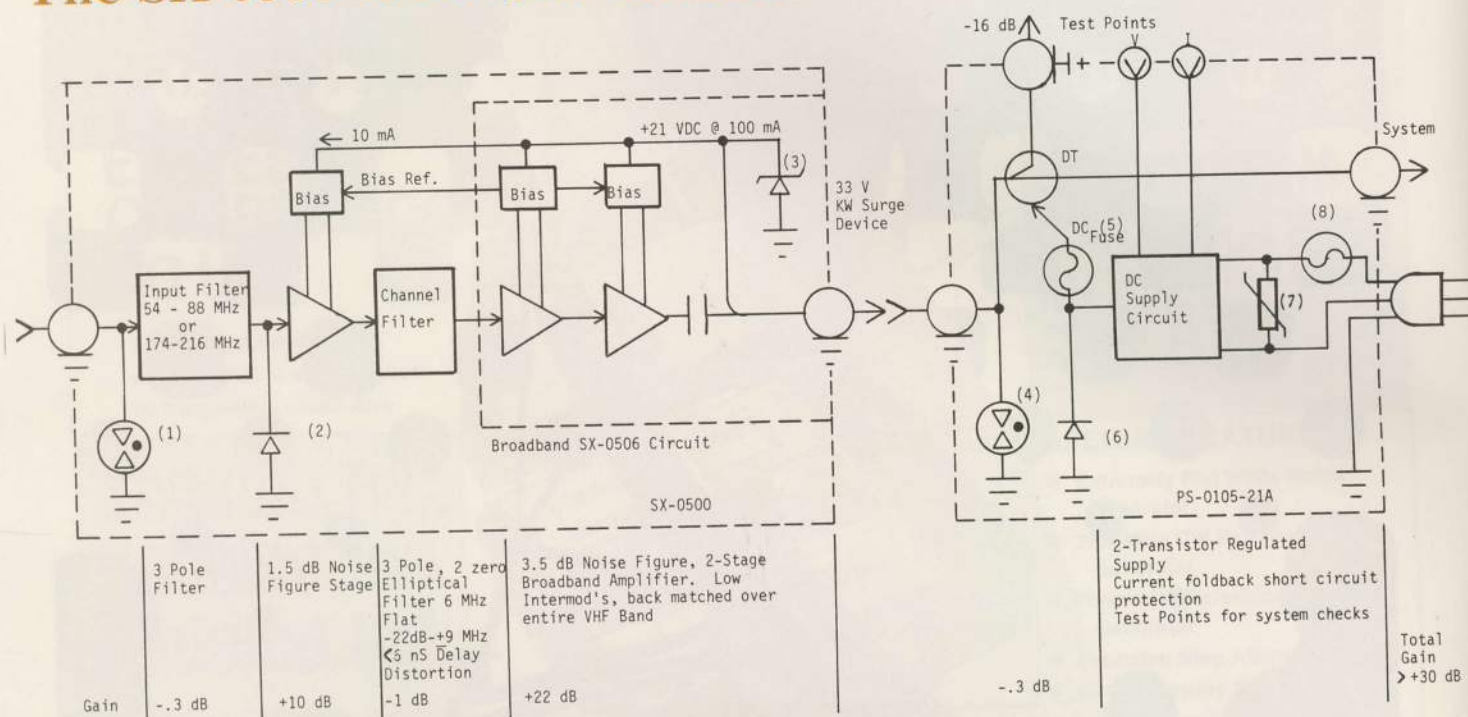 -16 dB
Test Points
V
I
+
System
10 mA
+21 VDC @ 100 mA
(3)
DT
Bias Ref.
Bias
Bias
Bias
33 V
KW Surge
Device
DC (5)
Fuse
(8)
Input Filter
54 - 88 MHz
or
174-216 MHz
Channel
Filter
DC
Supply
Circuit
(7)
(1)
(2)
(4)
(6)
Broadband SX-0506 Circuit
SX-0500
PS-0105-21A
3 Pole
Filter
1.5 dB Noise
Figure Stage
3 Pole, 2 zero
Elliptical
Filter 6 MHz
Flat
-22dB-+9 MHz
<6 nS Delay
Distortion
3.5 dB Noise Figure, 2-Stage
Broadband Amplifier. Low
Intermod's, back matched over
entire VHF Band
2-Transistor Regulated
Supply
Current foldback short circuit
protection
Test Points for system checks
Total
Gain
>+30 dB
Gain
-.3 dB
+10 dB
-1 dB
+22 dB
-.3 dB